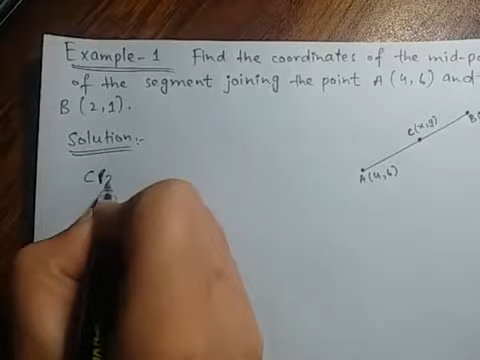 Example-1 Find the coordinates of the mid-po
of the segment joining the point A(4,6) and
B(2,1).
Solution:-
C(x,y)
A(4,6)